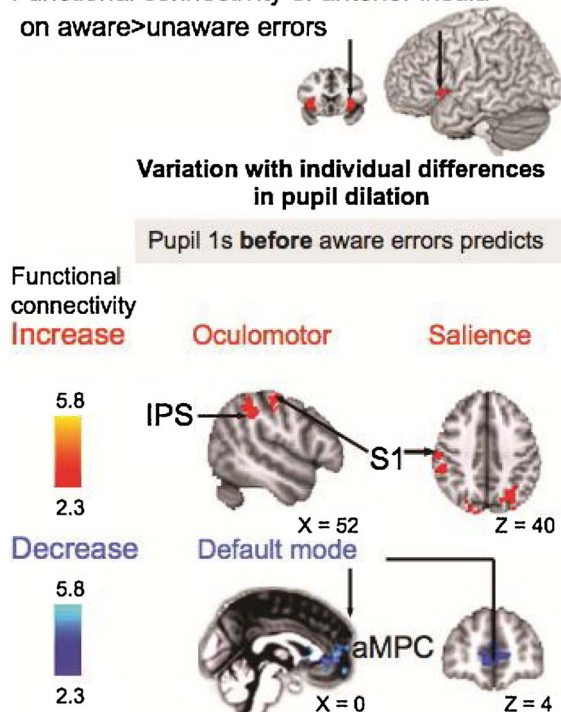 on aware>unaware errors
Variation with individual differences
in pupil dilation
Pupil 1s before aware errors predicts
Functional
connectivity
Increase Oculomotor Salience
5.8
IPS
S1
2.3
X = 52 Z = 40
Decrease Default mode
5.8
aMPC
2.3
X = 0 Z = 4